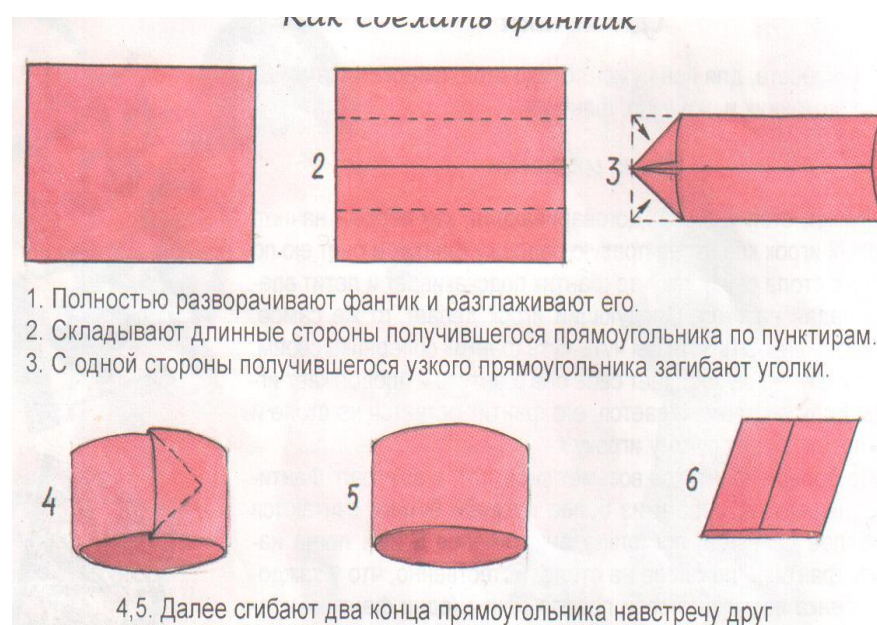 Как сделать фантик
2
3
1. Полностью разворачивают фантик и разглаживают его.
2. Складывают длинные стороны получившегося прямоугольника по пунктирам.
3. С одной стороны получившегося узкого прямоугольника загибают уголки.
4
5
6
4,5. Далее сгибают два конца прямоугольника навстречу друг